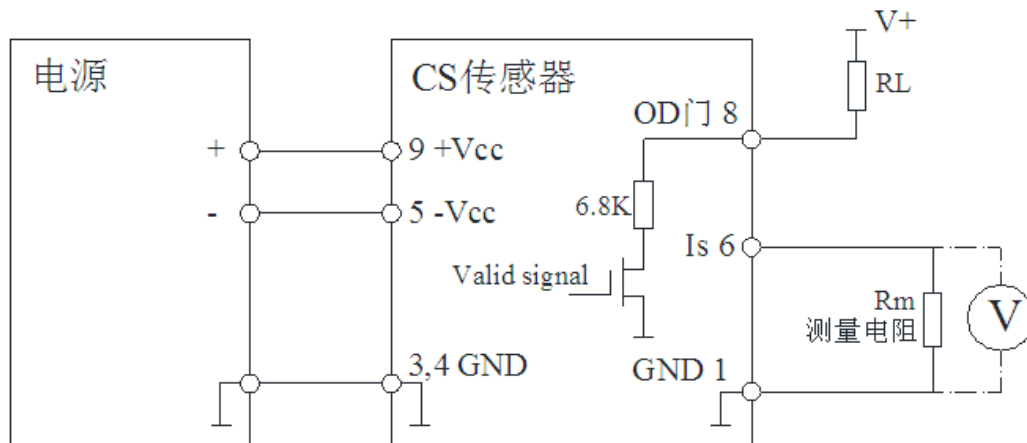 电源
+
-
CS传感器
9 +Vcc
5 -Vcc
3,4 GND
OD门 8
6.8K
Valid signal
Is 6
GND 1
V+
RL
Rm
测量电阻
V